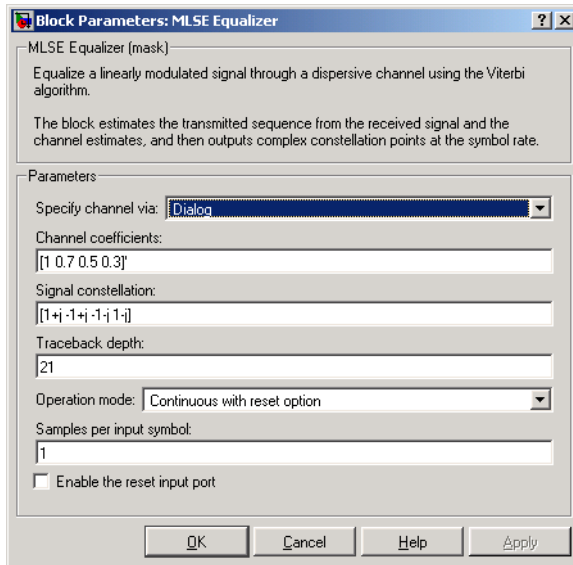 Block Parameters: MLSE Equalizer
MLSE Equalizer (mask)
Equalize a linearly modulated signal through a dispersive channel using the Viterbi
algorithm.
The block estimates the transmitted sequence from the received signal and the
channel estimates, and then outputs complex constellation points at the symbol rate.
Parameters
Specify channel via: Dialog
Channel coefficients:
[1 0.7 0.5 0.3]'
Signal constellation:
[1+j -1+j -1-j 1-j]
Traceback depth:
21
Operation mode: Continuous with reset option
Samples per input symbol:
1
Enable the reset input port
OK Cancel Help Apply